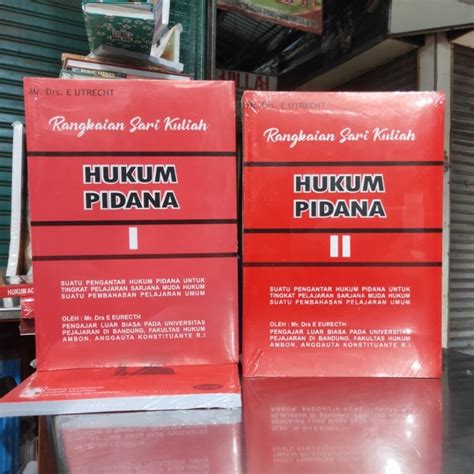 Mr. Drs. E UTRECHT
Rangkaian Sari Kuliah
HUKUM
PIDANA
I
SUATU PENGANTAR HUKUM PIDANA UNTUK
TINGKAT PELAJARAN SARJANA MUDA HUKUM
SUATU PEMBAHASAN PELAJARAN UMUM
OLEH : Mr. Drs E EURECTH
PENGAJAR LUAR BIASA PADA UNIVERSITAS
PEJAJARAN DI BANDUNG, FAKULTAS HUKUM
AMBON, ANGGAUTA KONSTITUANTE R.I
Mr. Drs. E UTRECHT
Rangkaian Sari Kuliah
HUKUM
PIDANA
II
SUATU PENGANTAR HUKUM PIDANA UNTUK
TINGKAT PELAJARAN SARJANA MUDA HUKUM
SUATU PEMBAHASAN PELAJARAN UMUM
OLEH : Mr. Drs E EURECTH
PENGAJAR LUAR BIASA PADA UNIVERSITAS
PEJAJARAN DI BANDUNG, FAKULTAS HUKUM
AMBON, ANGGAUTA KONSTITUANTE R.I